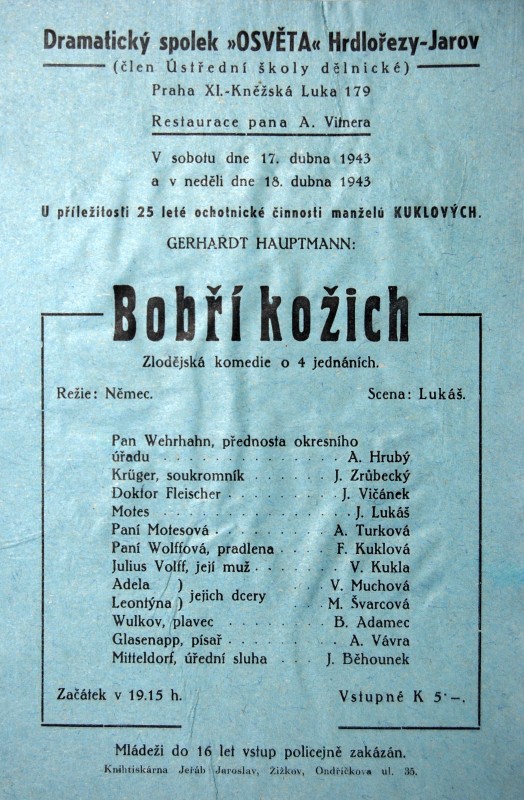 Dramatický spolek »OSVĚTA« Hrdlořezy-Jarov
(člen Ústřední školy dělnické)
Praha XI.-Kněžská Luka 179
Restaurace pana A. Vitnera
V sobotu dne 17. dubna 1943
a v neděli dne 18. dubna 1943
U příležitosti 25 leté ochotnické činnosti manželů KUKLOVÝCH.
GERHARDT HAUPTMANN:
Bobří kožich
Zlodějská komedie o 4 jednáních.
Režie: Němec. Scena: Lukáš.
Pan Wehrhahn, přednosta okresního
úřadu . . . . . . . . . . . . A. Hrubý
Krüger, soukromník . . . . . . J. Zrůbecký
Doktor Fleischer . . . . . . . J. Vičánek
Motes . . . . . . . . . . . . J. Lukáš
Paní Motesová . . . . . . . . A. Turková
Paní Wolffová, pradlena . . . . F. Kuklová
Julius Volff, její muž . . . . . V. Kukla
Adela ) jejich dcery . . . . V. Muchová
Leontýna ) . . . . M. Švarcová
Wulkov, plavec . . . . . . . . B. Adamec
Glasenapp, písař . . . . . . . A. Vávra
Mitteldorf, úřední sluha . . . J. Běhounek
Začátek v 19.15 h. Vstupné K 5·–.
Mládeži do 16 let vstup policejně zakázán.
Knihtiskárna Jeřáb Jaroslav, Žižkov, Ondříčkova ul. 35.